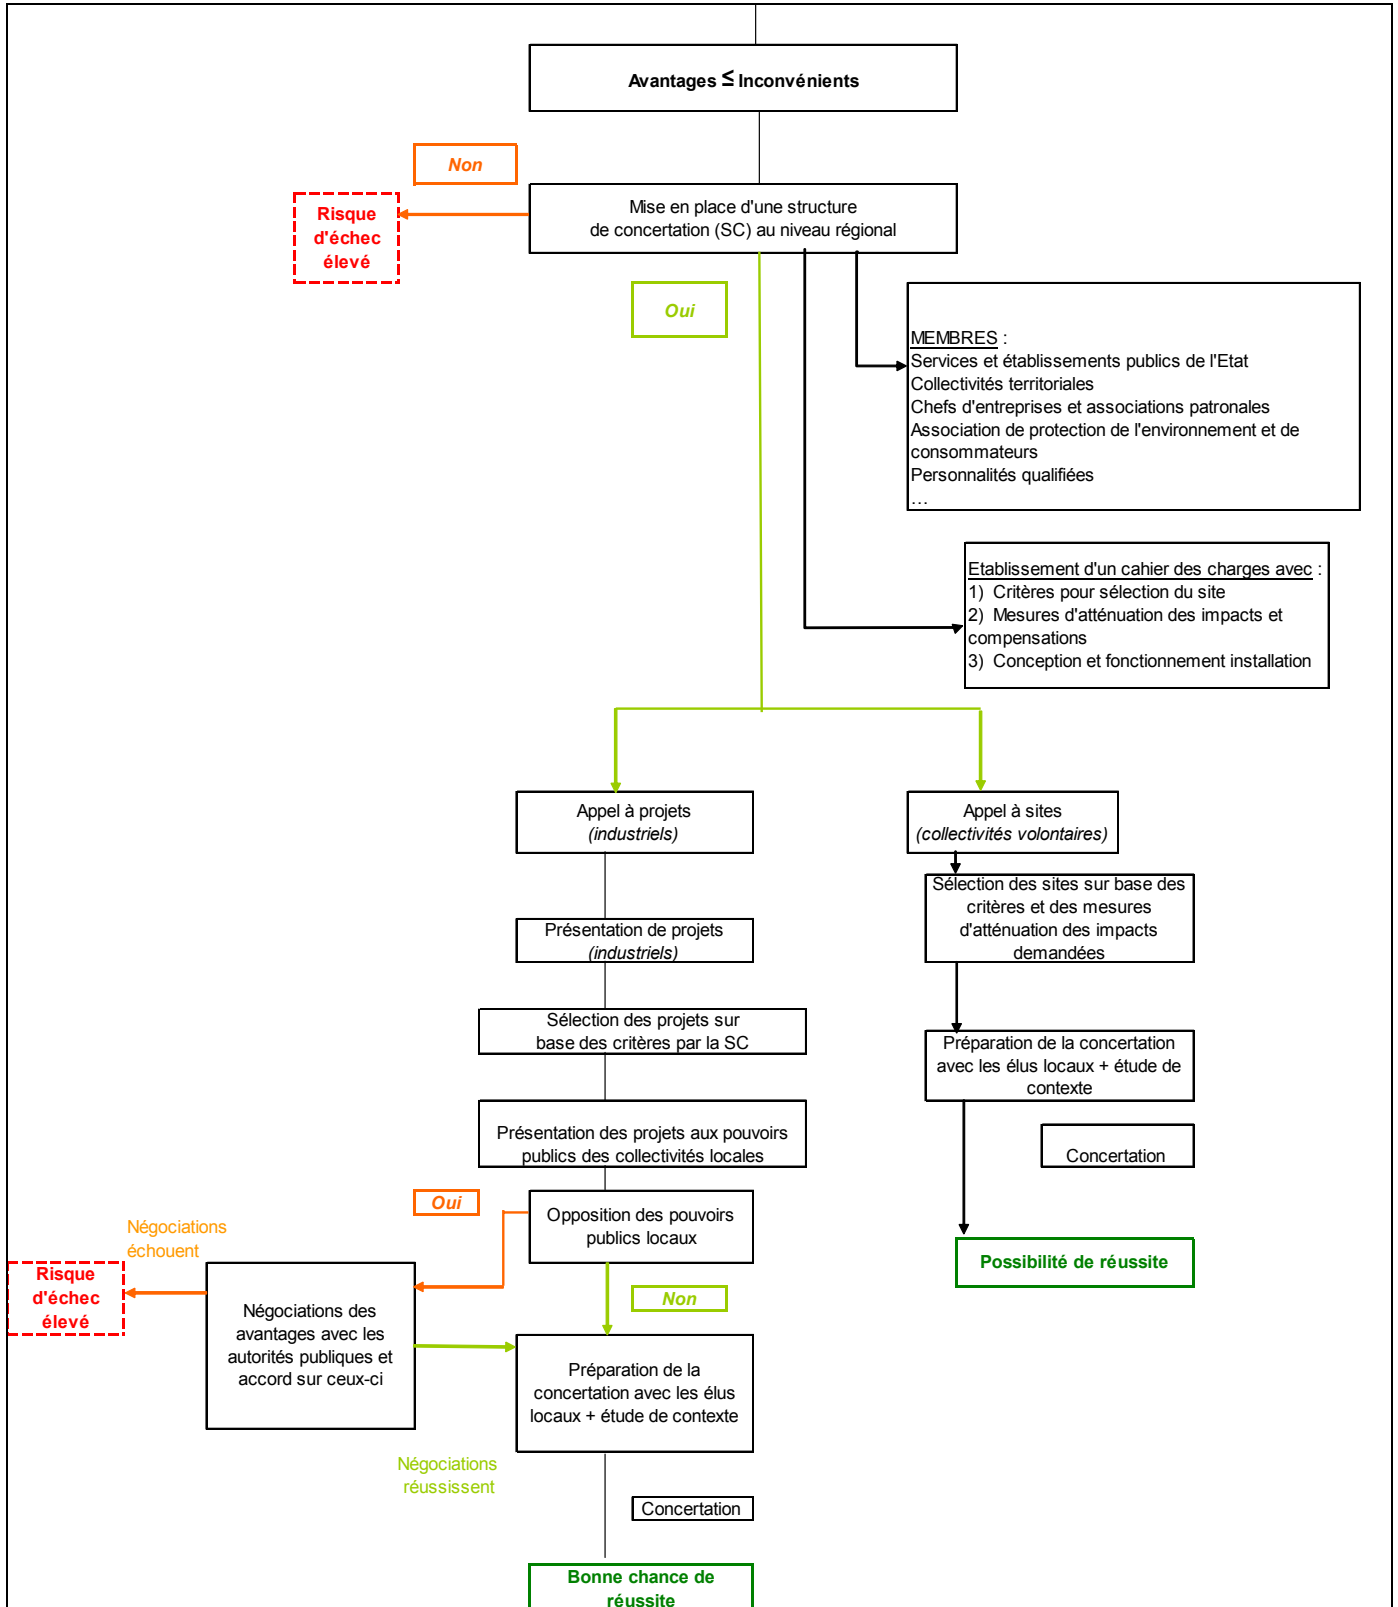 Avantages ≤ Inconvénients
Non
Risque
d'échec
élevé
Mise en place d'une structure
de concertation (SC) au niveau régional
Oui
MEMBRES :
Services et établissements publics de l'Etat
Collectivités territoriales
Chefs d'entreprises et associations patronales
Association de protection de l'environnement et de
consommateurs
Personnalités qualifiées
…
Etablissement d'un cahier des charges avec :
1) Critères pour sélection du site
2) Mesures d'atténuation des impacts et
compensations
3) Conception et fonctionnement installation
Appel à projets
(industriels)
Appel à sites
(collectivités volontaires)
Sélection des sites sur base des
critères et des mesures
d'atténuation des impacts
demandées
Présentation de projets
(industriels)
Sélection des projets sur
base des critères par la SC
Préparation de la concertation
avec les élus locaux + étude de
contexte
Présentation des projets aux pouvoirs
publics des collectivités locales
Concertation
Oui
Opposition des pouvoirs
publics locaux
Négociations
échouent
Possibilité de réussite
Risque
d'échec
élevé
Non
Négociations des
avantages avec les
autorités publiques et
accord sur ceux-ci
Préparation de la
concertation avec les élus
locaux + étude de contexte
Négociations
réussissent
Concertation
Bonne chance de
réussite